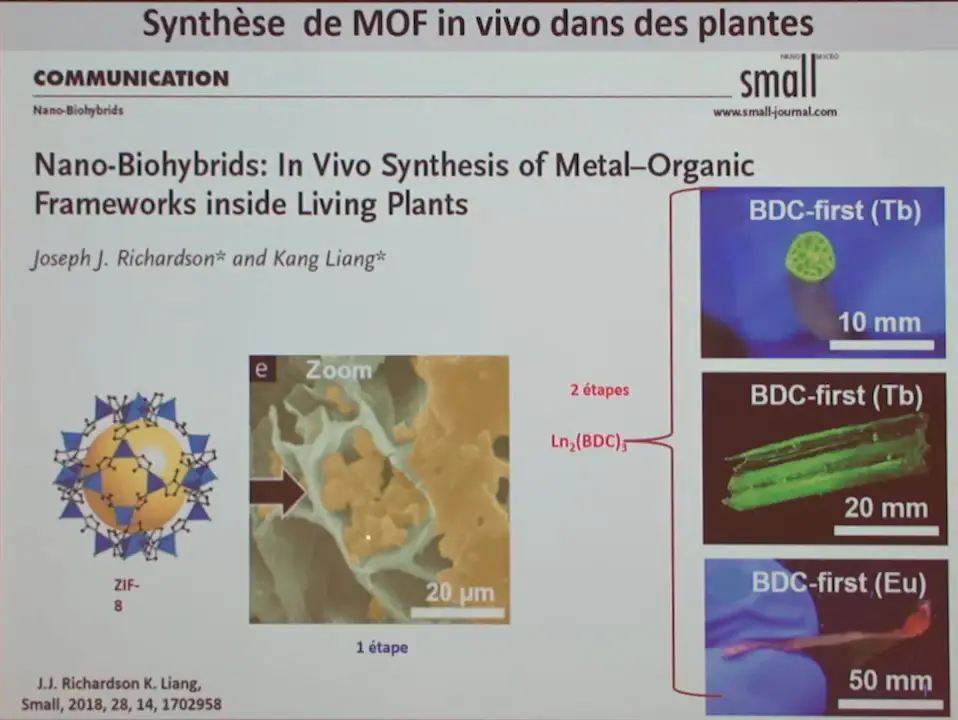 Synthèse de MOF in vivo dans des plantes
COMMUNICATION
NANO MICRO
small
Nano-Biohybrids
www.small-journal.com
Nano-Biohybrids: In Vivo Synthesis of Metal–Organic
Frameworks inside Living Plants
Joseph J. Richardson* and Kang Liang*
BDC-first (Tb)
10 mm
e Zoom
20 µm
2 étapes
Ln₂(BDC)₃
BDC-first (Tb)
20 mm
BDC-first (Eu)
50 mm
ZIF-
8
1 étape
J.J. Richardson K. Liang,
Small, 2018, 28, 14, 1702958